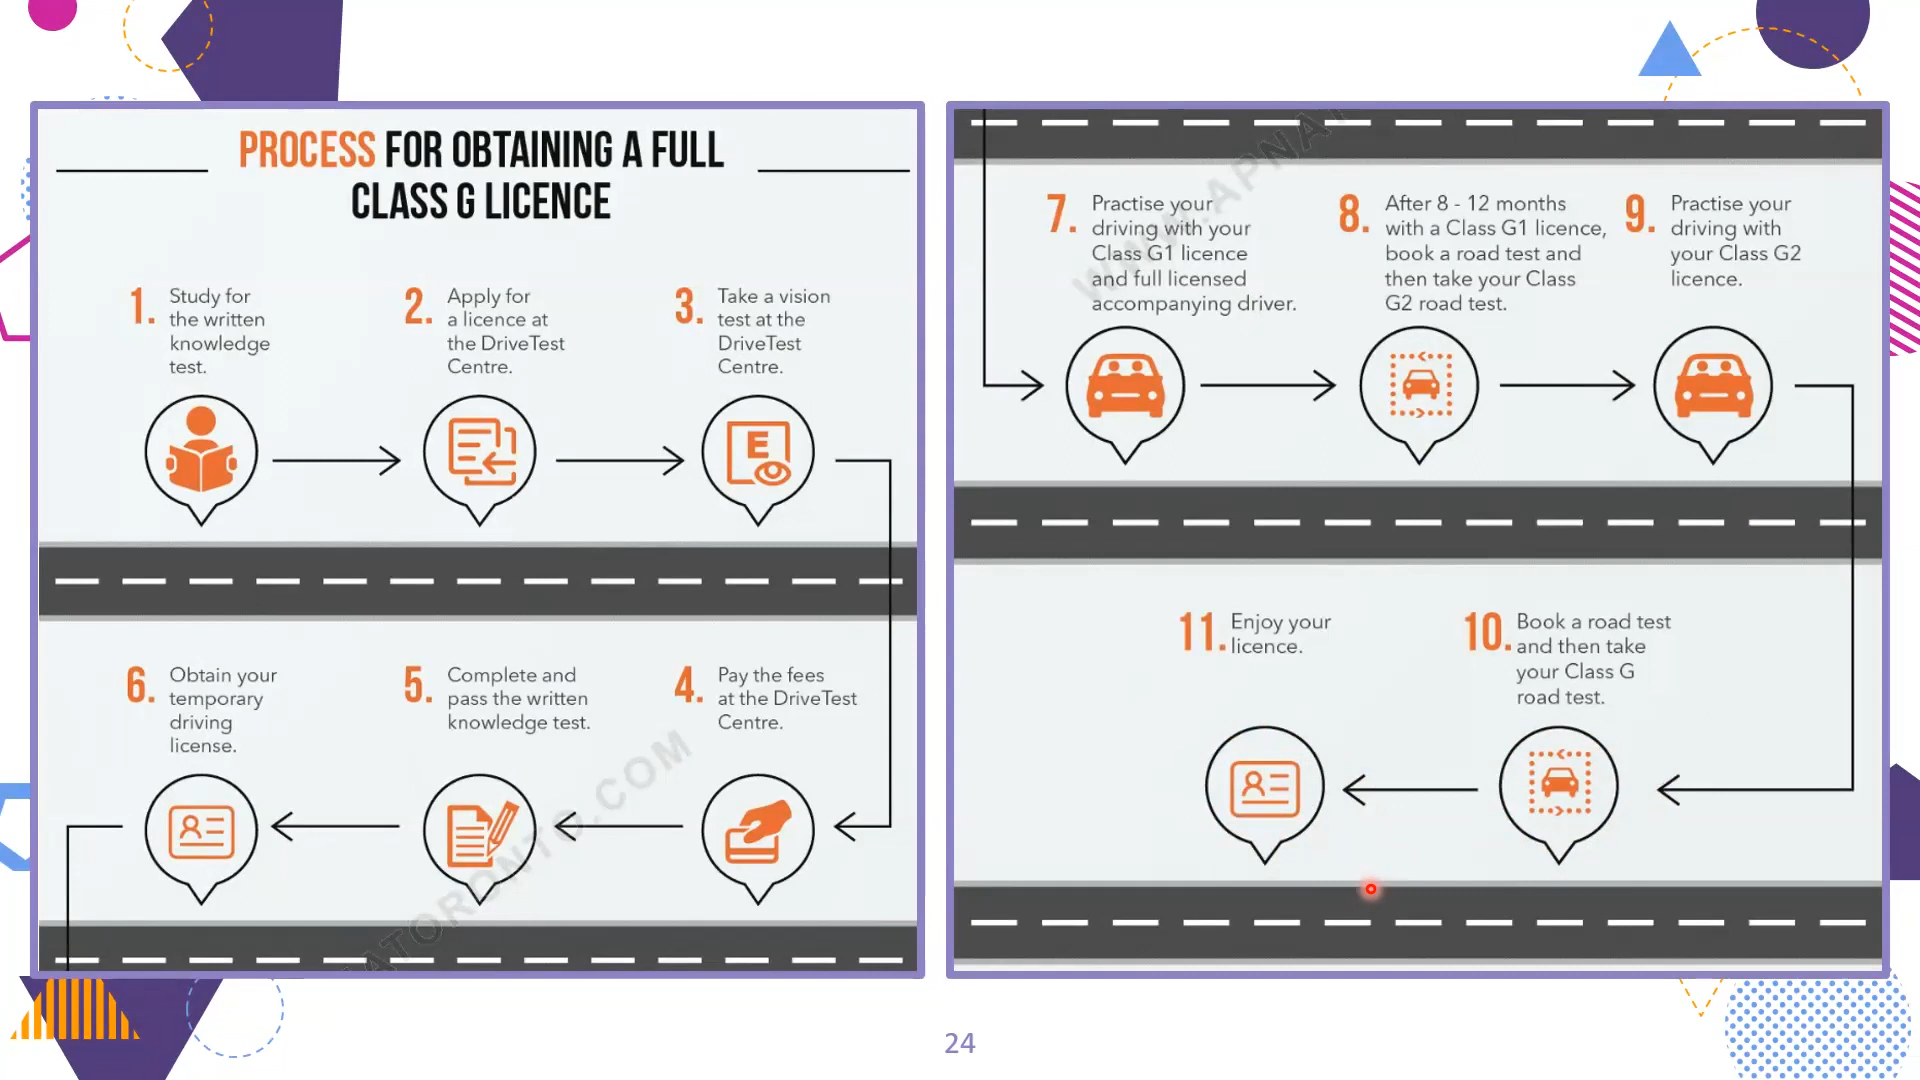 PROCESS FOR OBTAINING A FULL
CLASS G LICENCE
1. Study for
the written
knowledge
test.
2. Apply for
a licence at
the DriveTest
Centre.
3. Take a vision
test at the
DriveTest
Centre.
E
4. Pay the fees
at the DriveTest
Centre.
5. Complete and
pass the written
knowledge test.
6. Obtain your
temporary
driving
license.
ATORONTO.COM
WWW.APNAT
7. Practise your
driving with your
Class G1 licence
and full licensed
accompanying driver.
8. After 8 - 12 months
with a Class G1 licence,
book a road test and
then take your Class
G2 road test.
9. Practise your
driving with
your Class G2
licence.
10. Book a road test
and then take
your Class G
road test.
11. Enjoy your
licence.
24